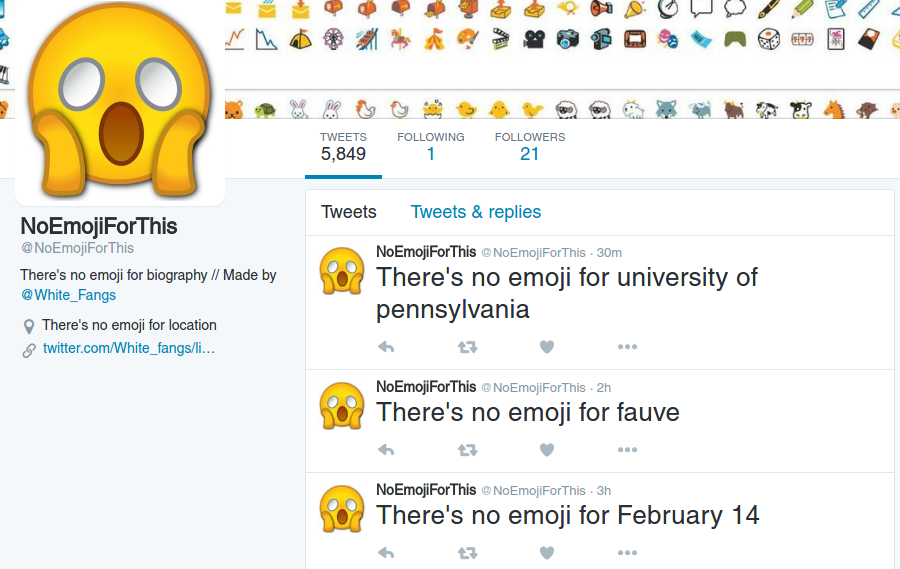 TWEETS
5,849
FOLLOWING
1
FOLLOWERS
21
NoEmojiForThis
@NoEmojiForThis
There's no emoji for biography // Made by
@White_Fangs
There's no emoji for location
twitter.com/White_fangs/li…
Tweets
Tweets & replies
NoEmojiForThis @NoEmojiForThis · 30m
There's no emoji for university of
pennsylvania
NoEmojiForThis @NoEmojiForThis · 2h
There's no emoji for fauve
NoEmojiForThis @NoEmojiForThis · 3h
There's no emoji for February 14